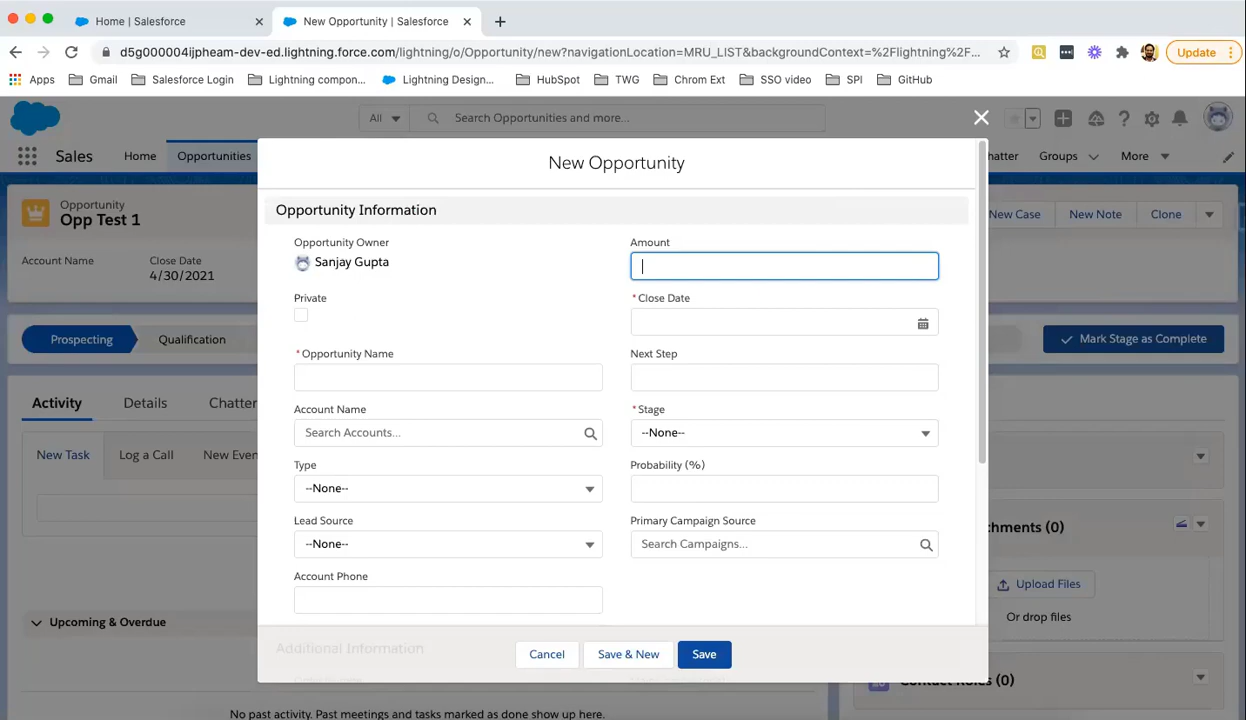 Home | Salesforce
New Opportunity | Salesforce
d5g000004ijpheam-dev-ed.lightning.force.com/lightning/o/Opportunity/new?navigationLocation=MRU_LIST&backgroundContext=%2Flightning%2F...
Update
Apps Gmail Salesforce Login Lightning compon... Lightning Design... HubSpot TWG Chrom Ext SSO video SPI GitHub
All Search Opportunities and more...
Sales Home Opportunities hatter Groups More
New Opportunity
Opportunity
Opp Test 1
New Case New Note Clone
Account Name
Close Date
4/30/2021
Prospecting Qualification
Mark Stage as Complete
Activity Details Chatter
New Task Log a Call New Even
Upcoming & Overdue
No past activity. Past meetings and tasks marked as done show up here.
Opportunity Information
Opportunity Owner
Sanjay Gupta
Amount
Private
*Close Date
*Opportunity Name
Next Step
Account Name
Search Accounts...
*Stage
--None--
Type
--None--
Probability (%)
Lead Source
--None--
Primary Campaign Source
Search Campaigns...
Account Phone
Additional Information
Cancel Save & New Save
chments (0)
Upload Files
Or drop files
Contact Roles (0)